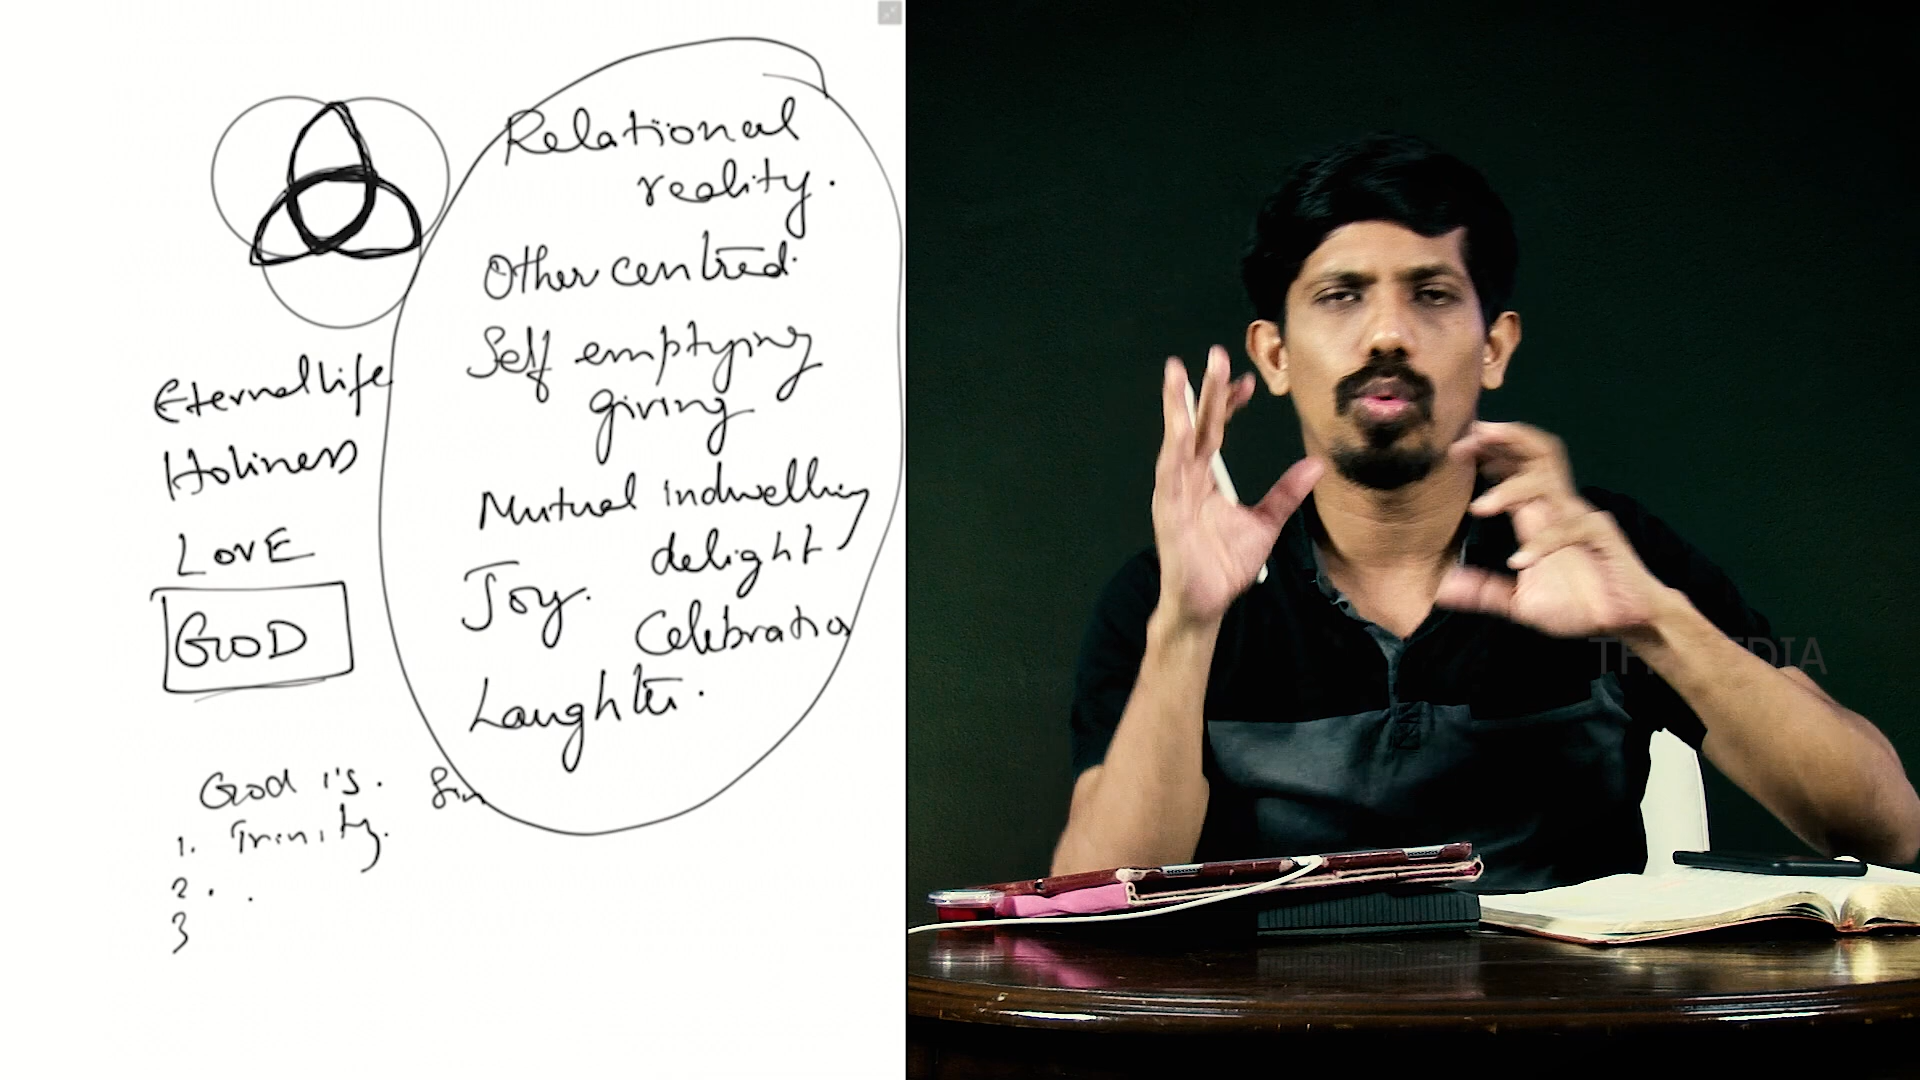 Relational
reality.
Other centred.
Self emptying
giving
Mutual indwelling
delight
Joy.
Celebration
Laughter.
Eternal life
Holiness
LOVE
GOD
God is.
1. Trinity.
2. .
3